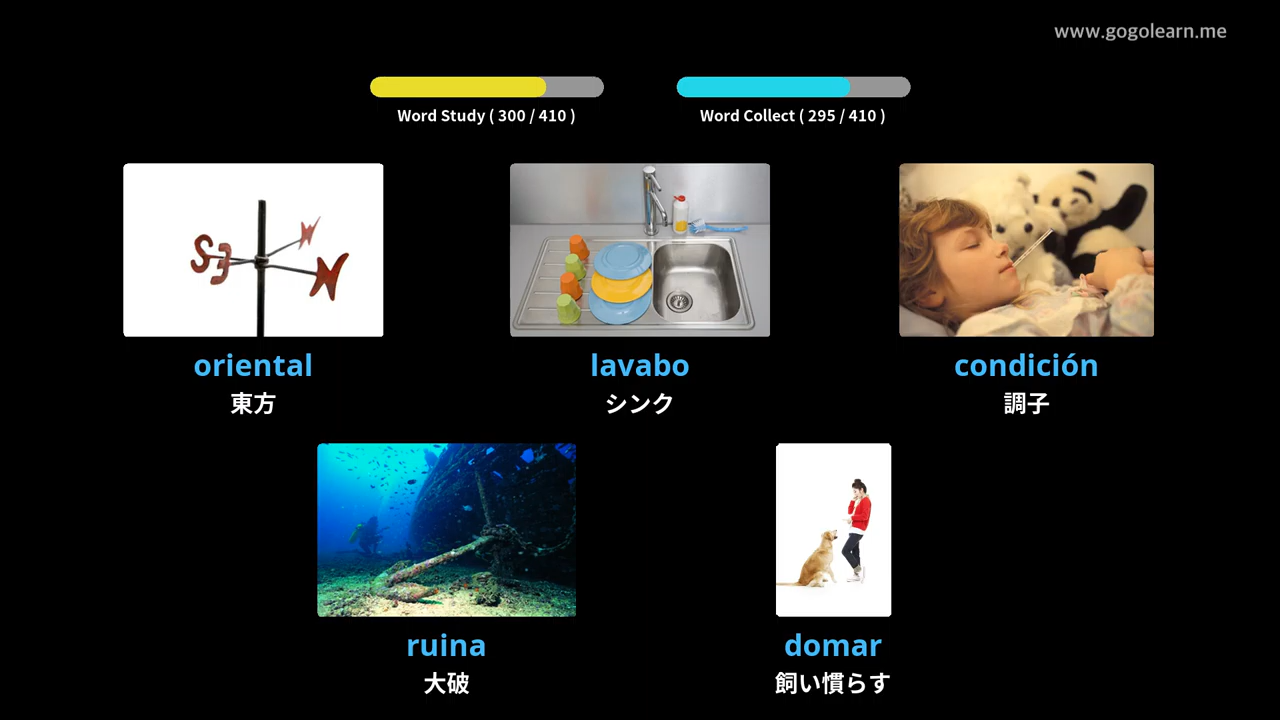 www.gogolearn.me
Word Study ( 300 / 410 )
Word Collect ( 295 / 410 )
S
E
N
oriental
東方
lavabo
シンク
condición
調子
ruina
大破
domar
飼い慣らす